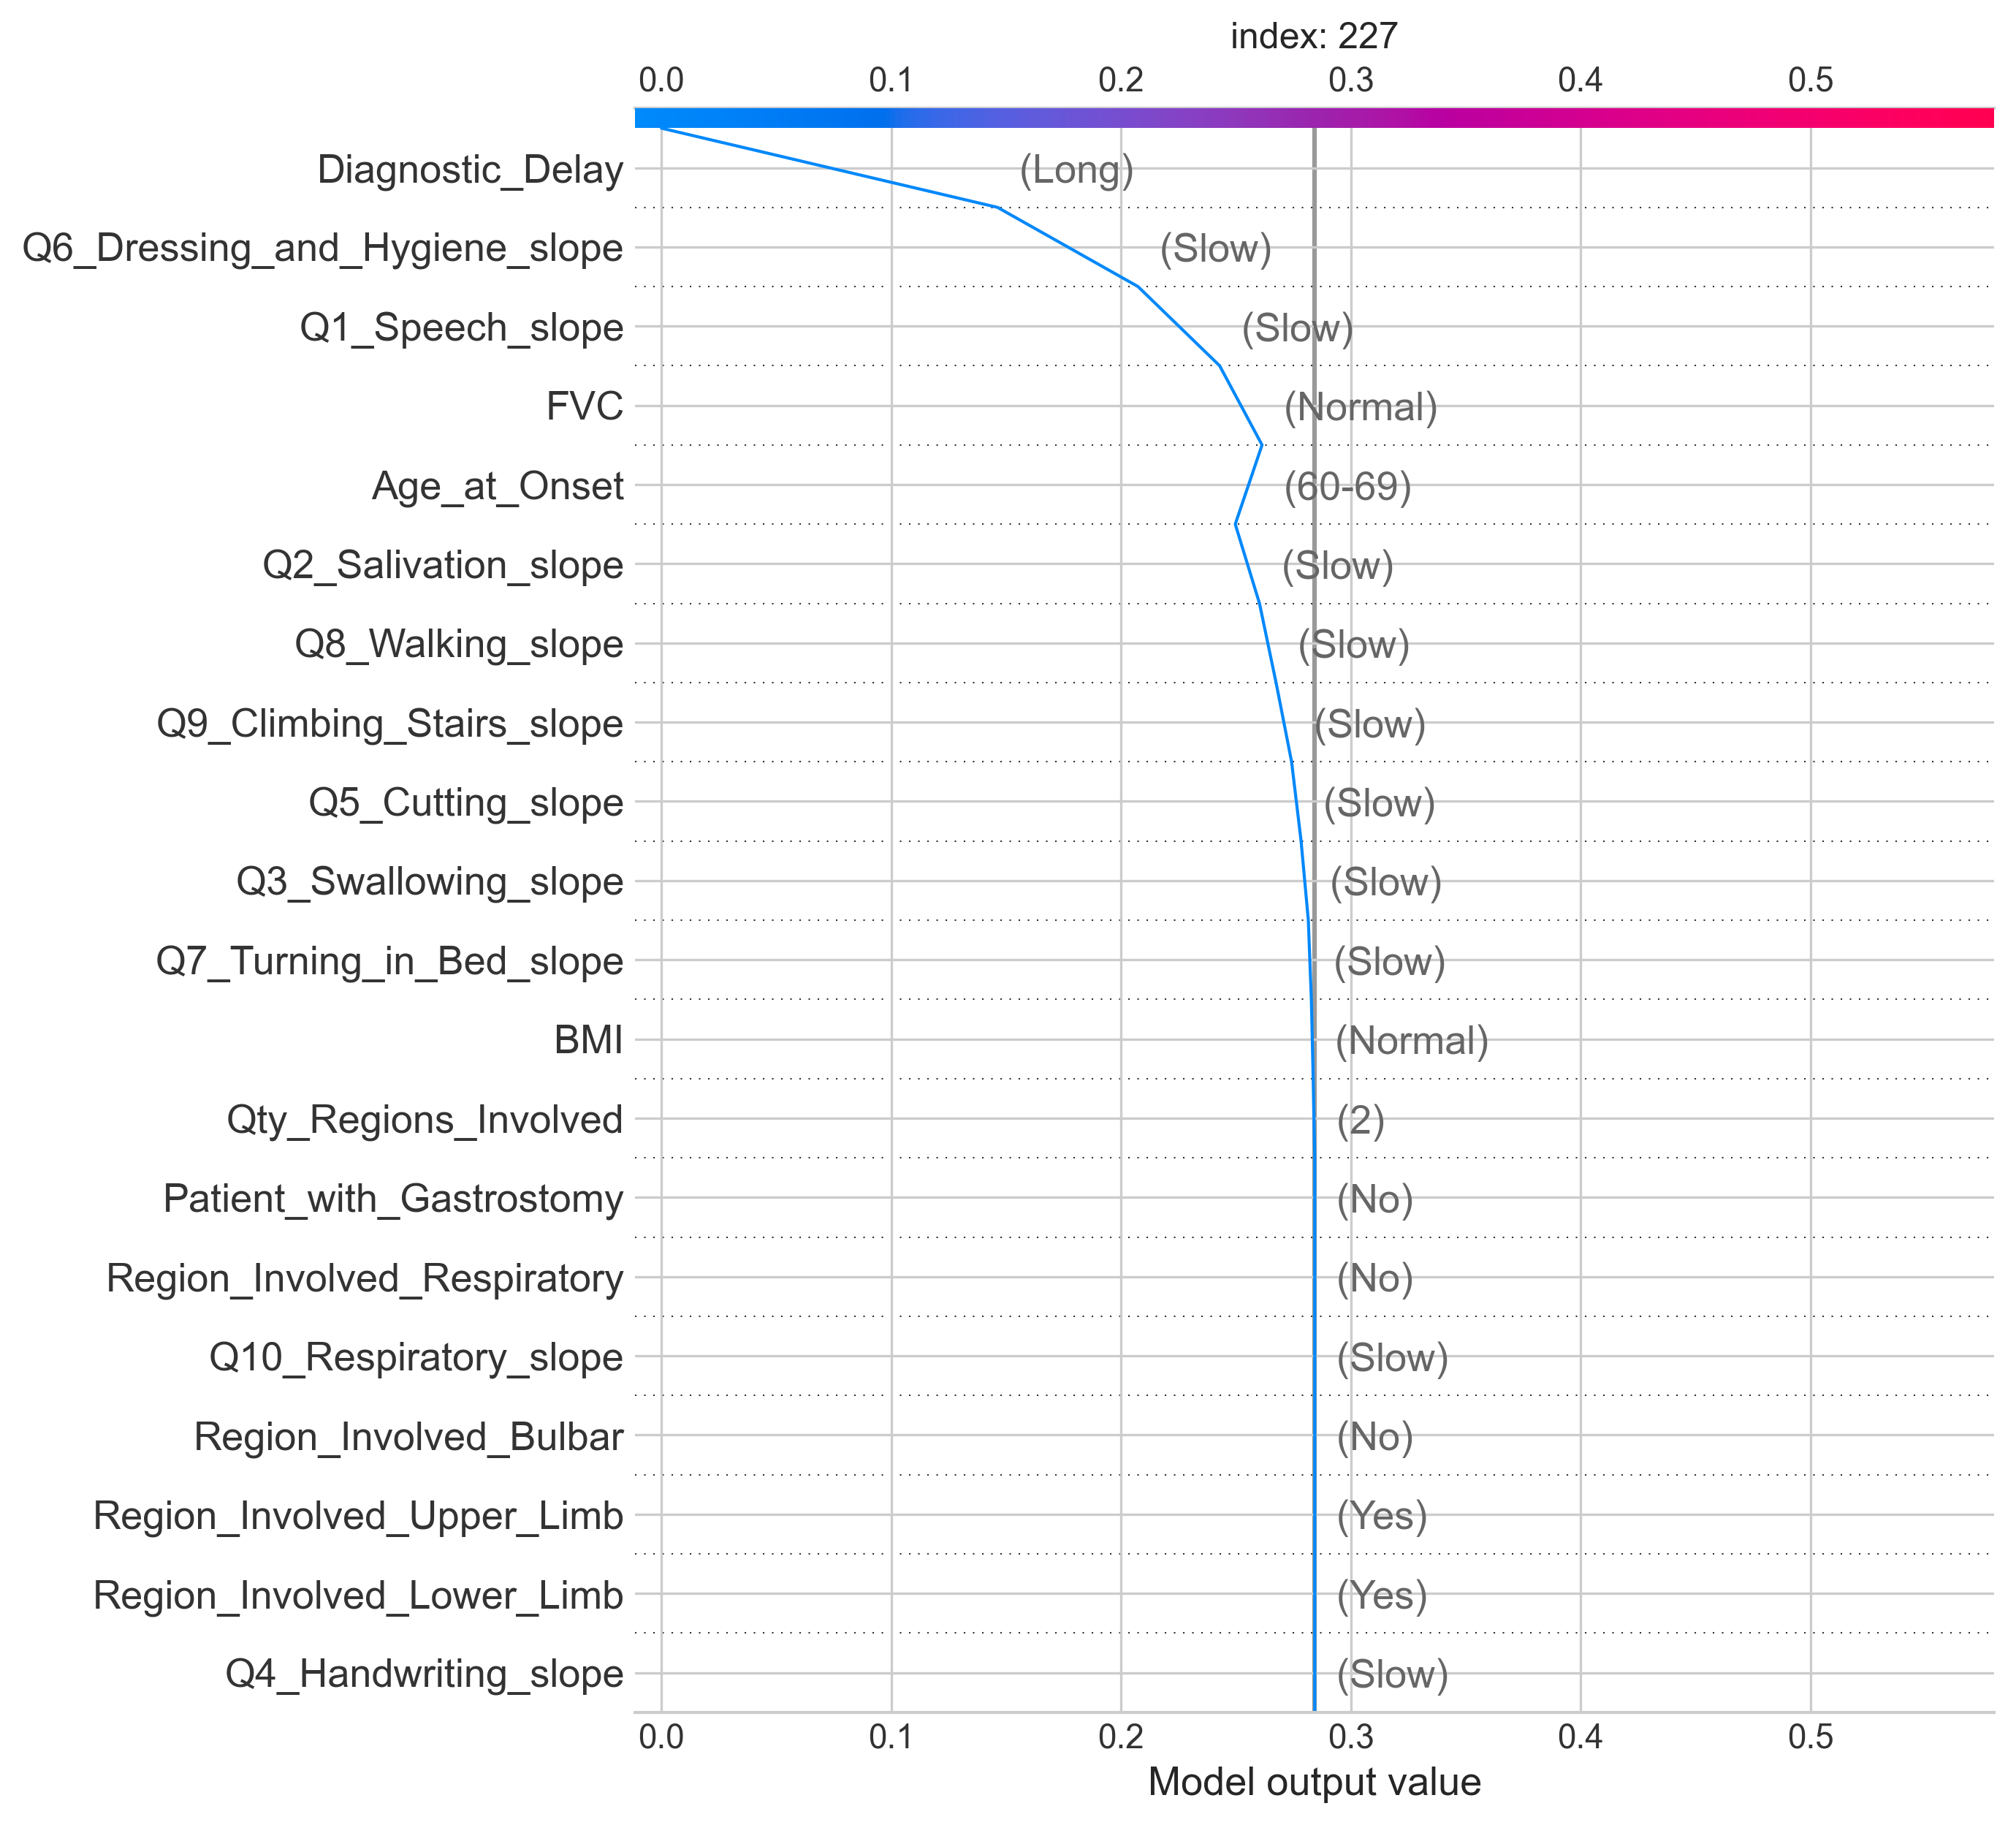 index: 227
0.0 0.1 0.2 0.3 0.4 0.5
Diagnostic_Delay (Long)
Q6_Dressing_and_Hygiene_slope (Slow)
Q1_Speech_slope (Slow)
FVC (Normal)
Age_at_Onset (60-69)
Q2_Salivation_slope (Slow)
Q8_Walking_slope (Slow)
Q9_Climbing_Stairs_slope (Slow)
Q5_Cutting_slope (Slow)
Q3_Swallowing_slope (Slow)
Q7_Turning_in_Bed_slope (Slow)
BMI (Normal)
Qty_Regions_Involved (2)
Patient_with_Gastrostomy (No)
Region_Involved_Respiratory (No)
Q10_Respiratory_slope (Slow)
Region_Involved_Bulbar (No)
Region_Involved_Upper_Limb (Yes)
Region_Involved_Lower_Limb (Yes)
Q4_Handwriting_slope (Slow)
0.0 0.1 0.2 0.3 0.4 0.5
Model output value